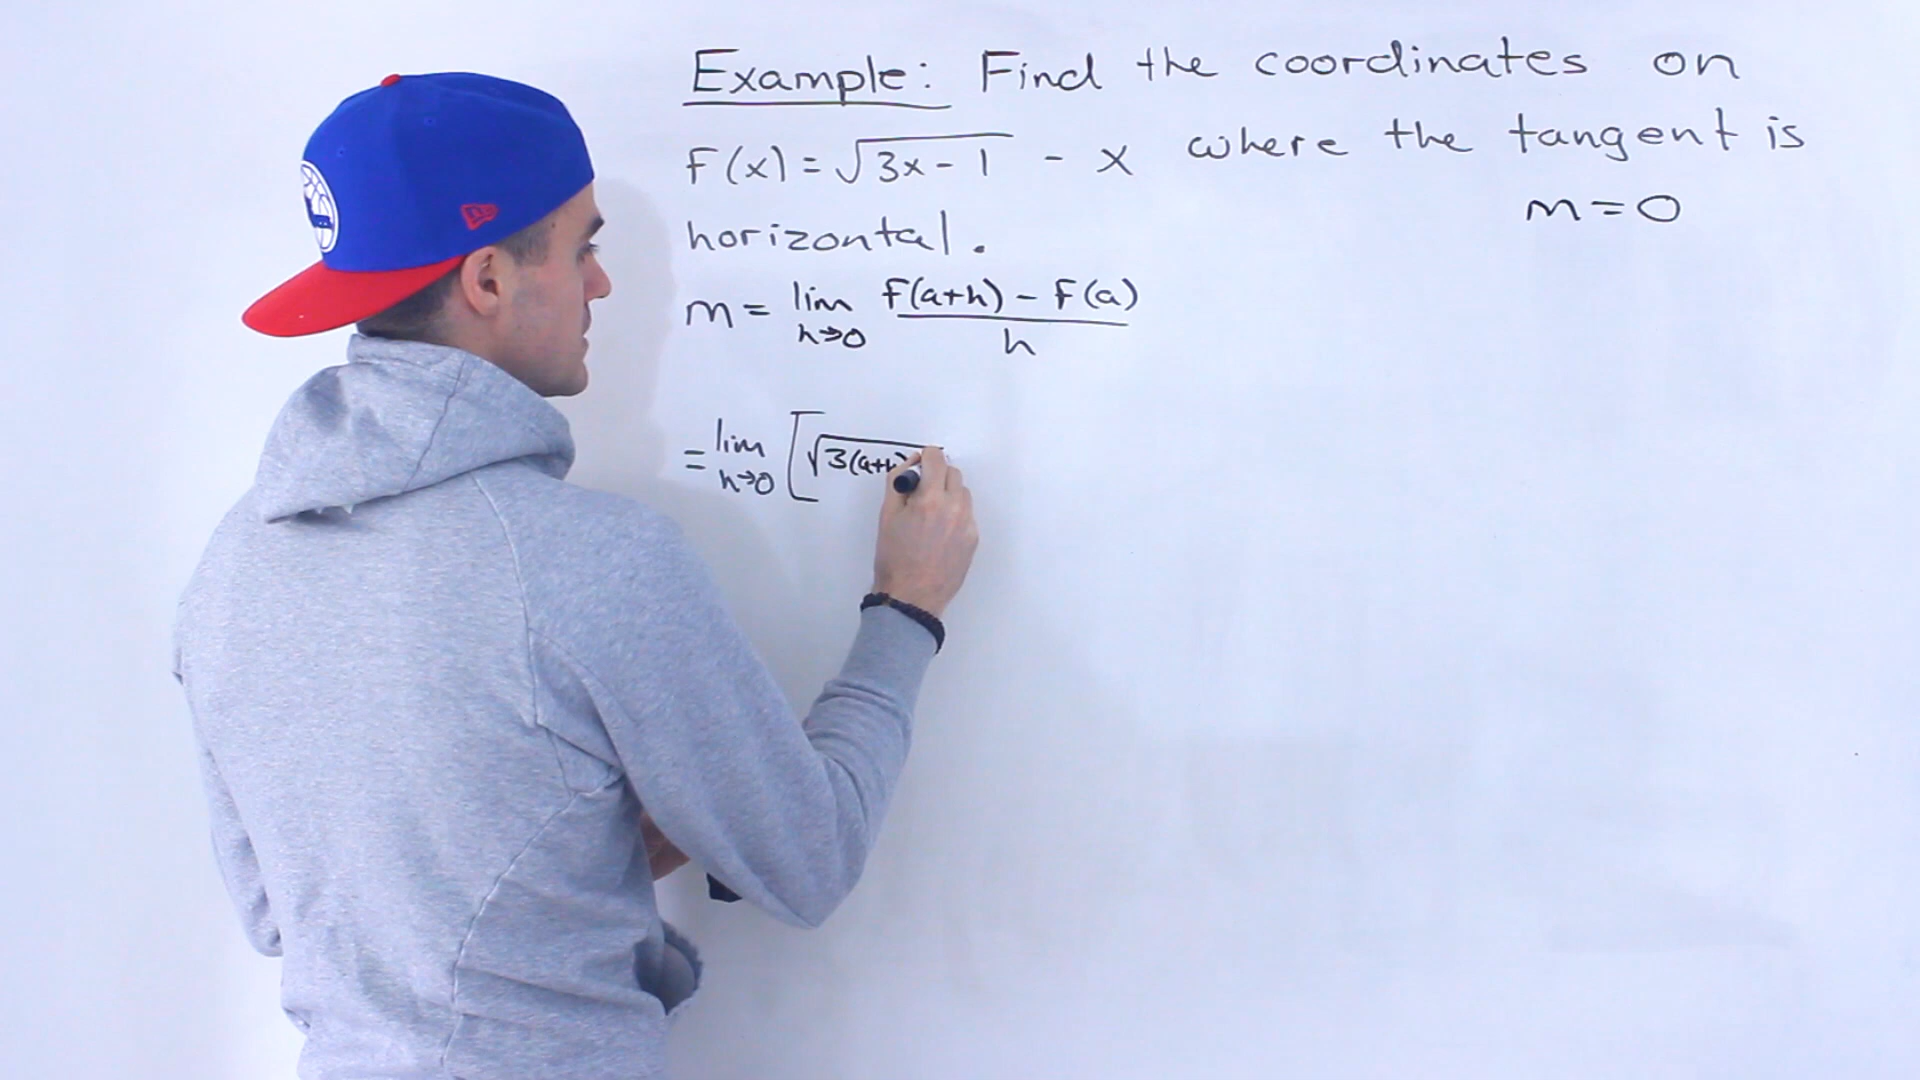 Example: Find the coordinates on
f(x) = √3x - 1 - x where the tangent is
m = 0
horizontal.
m = lim h→0 f(a+h) - f(a) / h
= lim h→0 [√3(a+h)